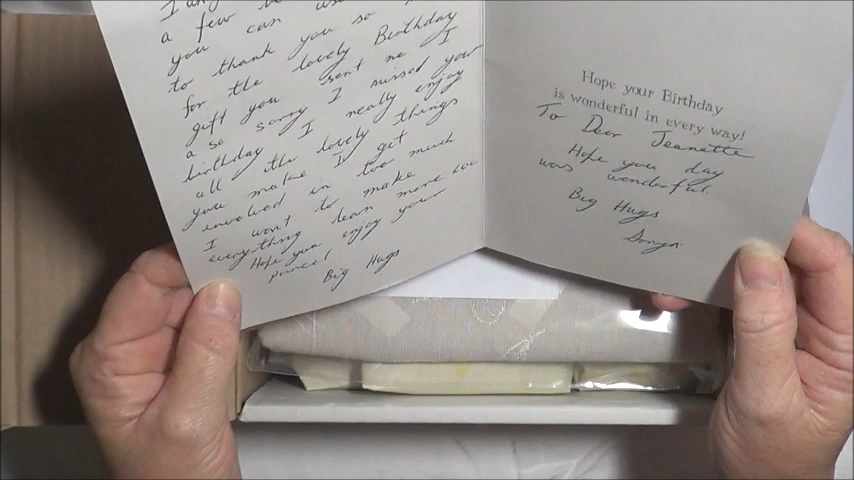 a few
you can use
to thank you so
for the lovely Birthday
gift you sent me I
a so sorry I missed your
birthday I really enjoy
all the lovely things
you make I get
involved in too much
I want to make
everything learn more lol
Hope you enjoy your
parcel
Big Hugs
Hope your Birthday
is wonderful in every way!
To Dear Jeanette
Hope you day
was wonderful.
Big Hugs
Sonya